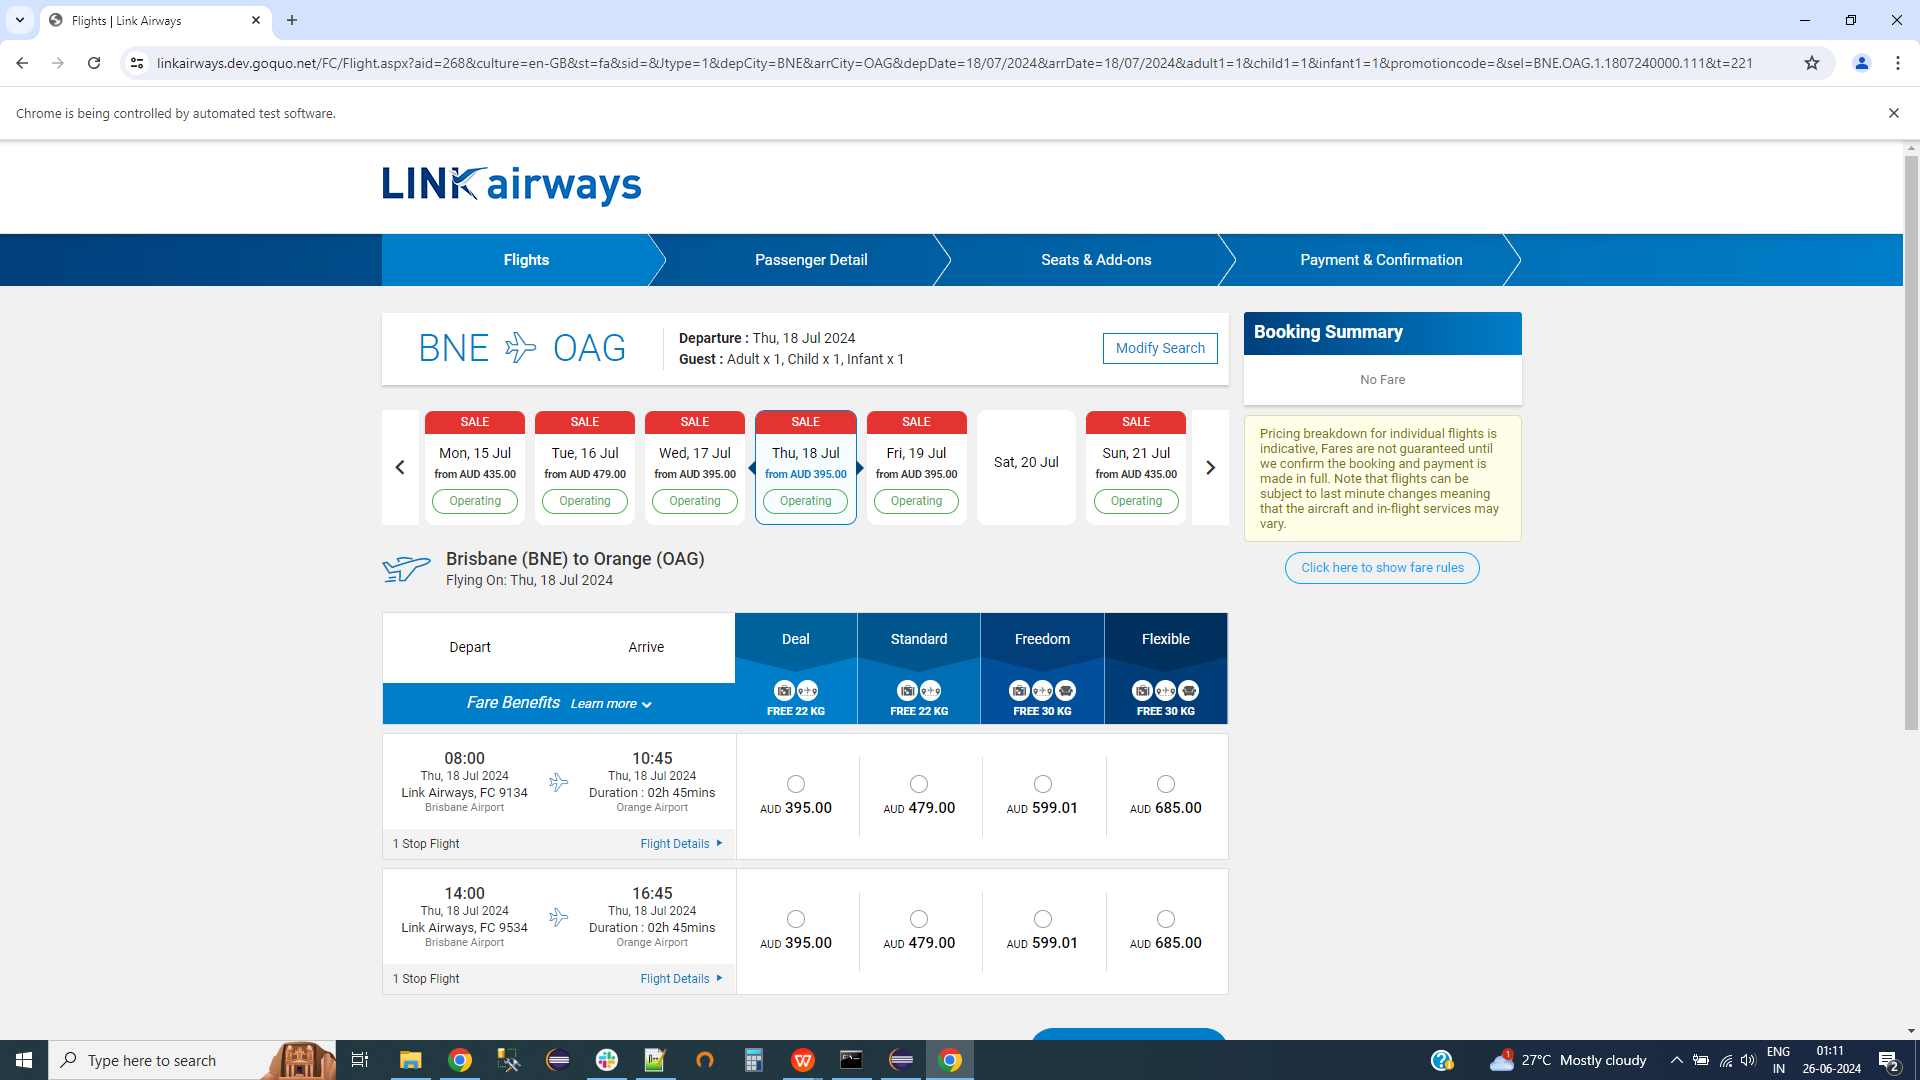 Flights | Link Airways
linkairways.dev.goquo.net/FC/Flight.aspx?aid=268&culture=en-GB&st=fa&sid=&Jtype=1&depCity=BNE&arrCity=OAG&depDate=18/07/2024&arrDate=18/07/2024&adult1=1&child1=1&infant1=1&promotioncode=&sel=BNE.OAG.1.1807240000.111&t=221
Chrome is being controlled by automated test software.
LINK airways
Flights
Passenger Detail
Seats & Add-ons
Payment & Confirmation
BNE OAG
Departure : Thu, 18 Jul 2024
Guest : Adult x 1, Child x 1, Infant x 1
Modify Search
Booking Summary
No Fare
SALE SALE SALE SALE SALE SALE
Mon, 15 Jul Tue, 16 Jul Wed, 17 Jul Thu, 18 Jul Fri, 19 Jul Sat, 20 Jul Sun, 21 Jul
from AUD 435.00 from AUD 479.00 from AUD 395.00 from AUD 395.00 from AUD 395.00 from AUD 435.00
Operating Operating Operating Operating Operating Operating
Pricing breakdown for individual flights is
indicative, Fares are not guaranteed until
we confirm the booking and payment is
made in full. Note that flights can be
subject to last minute changes meaning
that the aircraft and in-flight services may
vary.
Click here to show fare rules
Brisbane (BNE) to Orange (OAG)
Flying On: Thu, 18 Jul 2024
Depart Arrive Deal Standard Freedom Flexible
Fare Benefits Learn more
FREE 22 KG FREE 22 KG FREE 30 KG FREE 30 KG
08:00 10:45
Thu, 18 Jul 2024 Thu, 18 Jul 2024
Link Airways, FC 9134 Duration : 02h 45mins
Brisbane Airport Orange Airport
AUD 395.00 AUD 479.00 AUD 599.01 AUD 685.00
1 Stop Flight Flight Details
14:00 16:45
Thu, 18 Jul 2024 Thu, 18 Jul 2024
Link Airways, FC 9534 Duration : 02h 45mins
Brisbane Airport Orange Airport
AUD 395.00 AUD 479.00 AUD 599.01 AUD 685.00
1 Stop Flight Flight Details
Type here to search
1
27°C Mostly cloudy
ENG
IN
01:11
26-06-2024
2